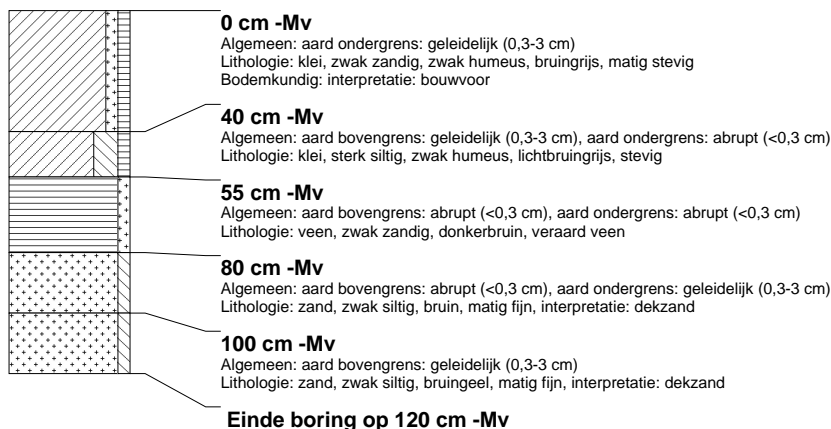 0 cm -Mv
Algemeen: aard ondergrens: geleidelijk (0,3-3 cm)
Lithologie: klei, zwak zandig, zwak humeus, bruingrijs, matig stevig
Bodemkundig: interpretatie: bouwvoor
40 cm -Mv
Algemeen: aard bovengrens: geleidelijk (0,3-3 cm), aard ondergrens: abrupt (<0,3 cm)
Lithologie: klei, sterk siltig, zwak humeus, lichtbruingrijs, stevig
55 cm -Mv
Algemeen: aard bovengrens: abrupt (<0,3 cm), aard ondergrens: abrupt (<0,3 cm)
Lithologie: veen, zwak zandig, donkerbruin, veraard veen
80 cm -Mv
Algemeen: aard bovengrens: abrupt (<0,3 cm), aard ondergrens: geleidelijk (0,3-3 cm)
Lithologie: zand, zwak siltig, bruin, matig fijn, interpretatie: dekzand
100 cm -Mv
Algemeen: aard bovengrens: geleidelijk (0,3-3 cm)
Lithologie: zand, zwak siltig, bruingeel, matig fijn, interpretatie: dekzand
Einde boring op 120 cm -Mv